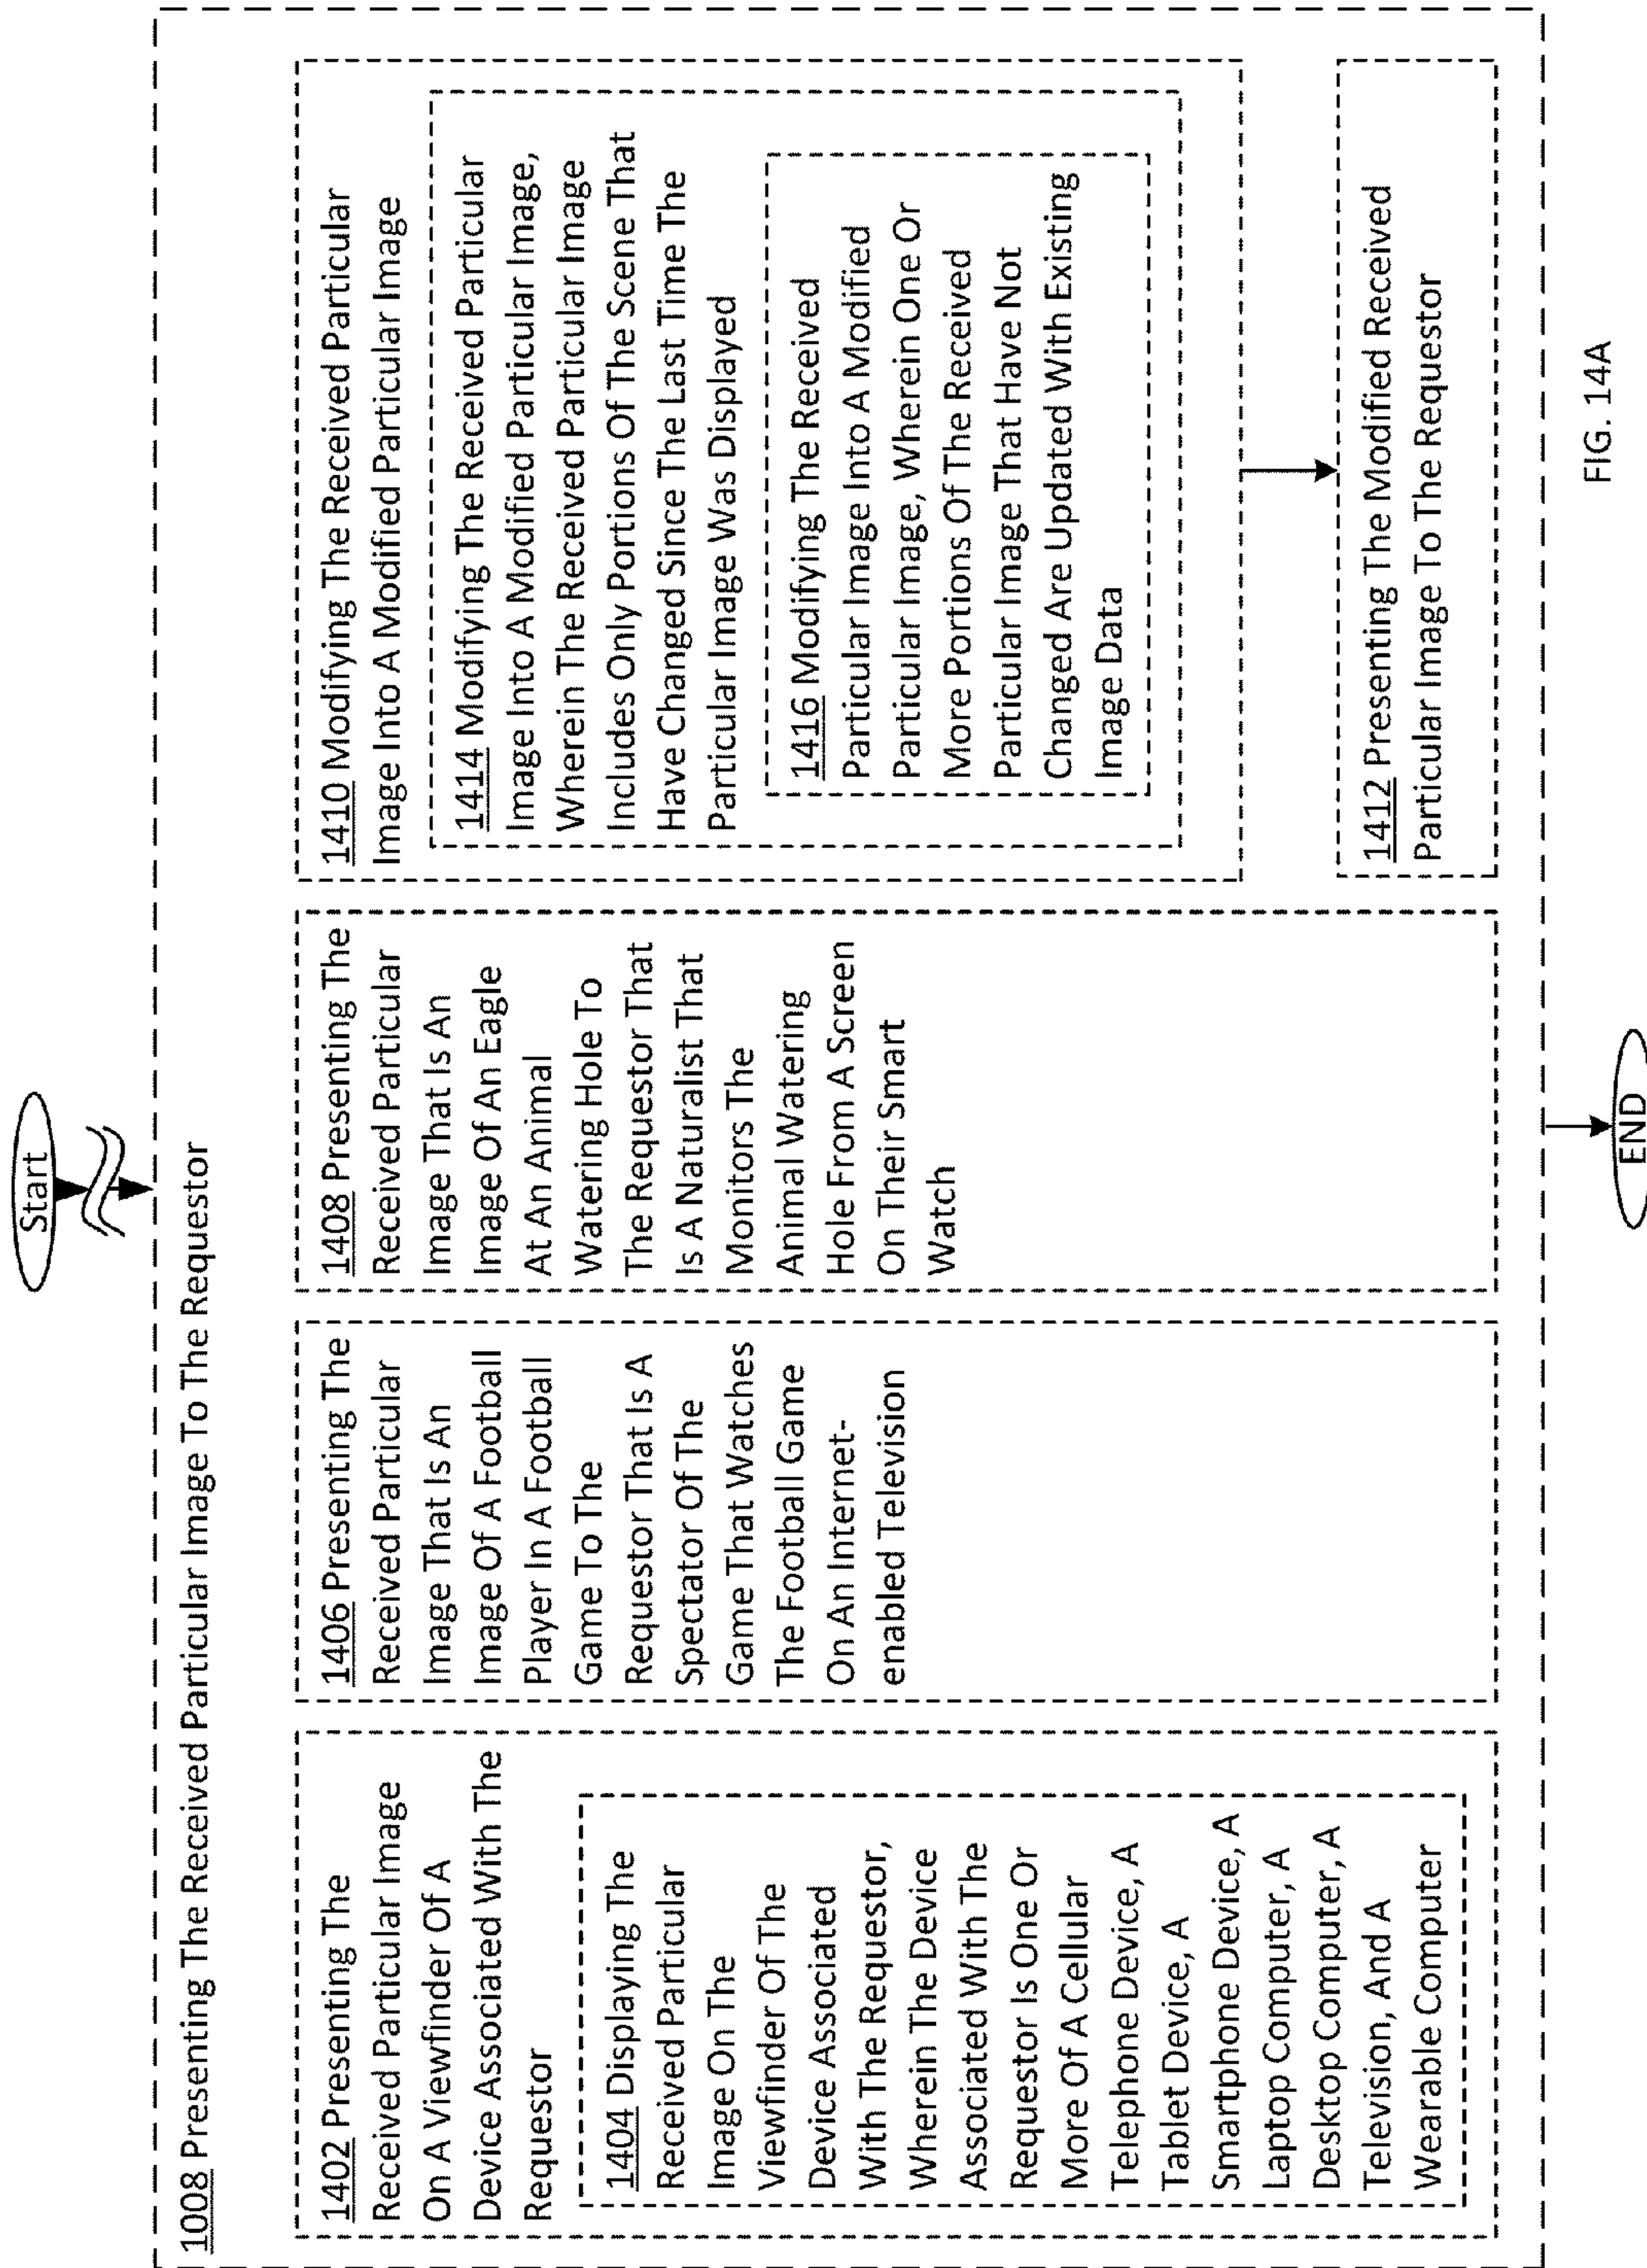 Start
1008 Presenting The Received Particular Image To The Requestor
1402 Presenting The
Received Particular Image
On A Viewfinder Of A
Device Associated With The
Requestor
1404 Displaying The
Received Particular
Image On The
Viewfinder Of The
Device Associated
With The Requestor,
Wherein The Device
Associated With The
Requestor Is One Or
More Of A Cellular
Telephone Device, A
Tablet Device, A
Smartphone Device, A
Laptop Computer, A
Desktop Computer, A
Television, And A
Wearable Computer
1406 Presenting The
Received Particular
Image That Is An
Image Of A Football
Player In A Football
Game To The
Requestor That Is A
Spectator Of The
Game That Watches
The Football Game
On An Internet-
enabled Television
1408 Presenting The
Received Particular
Image That Is An
Image Of An Eagle
At An Animal
Watering Hole To
The Requestor That
Is A Naturalist That
Monitors The
Animal Watering
Hole From A Screen
On Their Smart
Watch
1410 Modifying The Received Particular
Image Into A Modified Particular Image
1414 Modifying The Received Particular
Image Into A Modified Particular Image,
Wherein The Received Particular Image
Includes Only Portions Of The Scene That
Have Changed Since The Last Time The
Particular Image Was Displayed
1416 Modifying The Received
Particular Image Into A Modified
Particular Image, Wherein One Or
More Portions Of The Received
Particular Image That Have Not
Changed Are Updated With Existing
Image Data
1412 Presenting The Modified Received
Particular Image To The Requestor
END
FIG. 14A